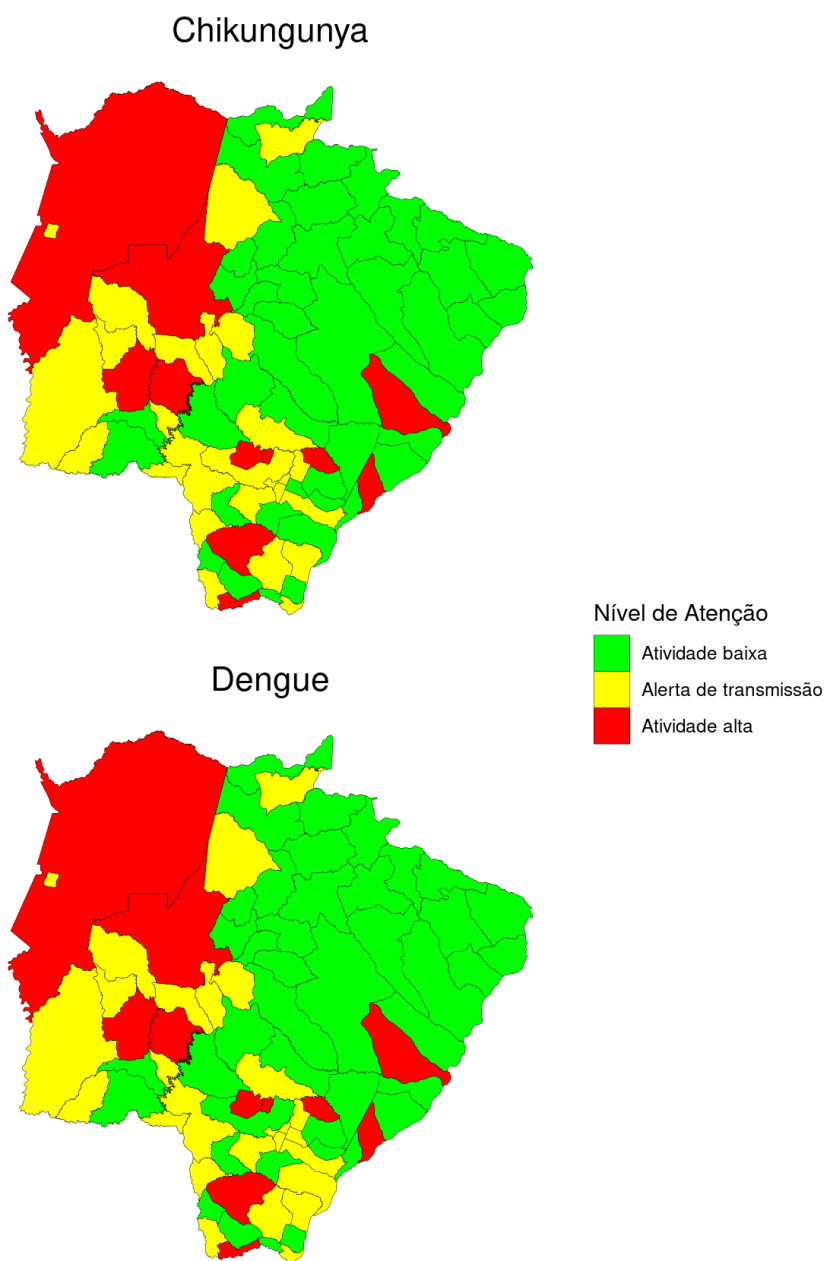 Chikungunya
Nível de Atenção
Atividade baixa
Alerta de transmissão
Atividade alta
Dengue